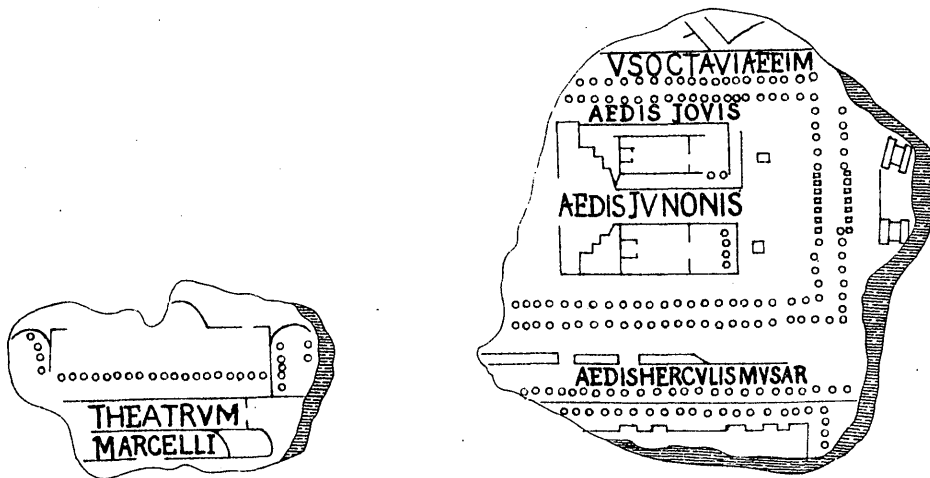 VSOCTAVIAEEIM
AEDIS JOVIS
AEDIS JVNONIS
AEDISHERCVLISMVSAR
THEATRVM
MARCELLI